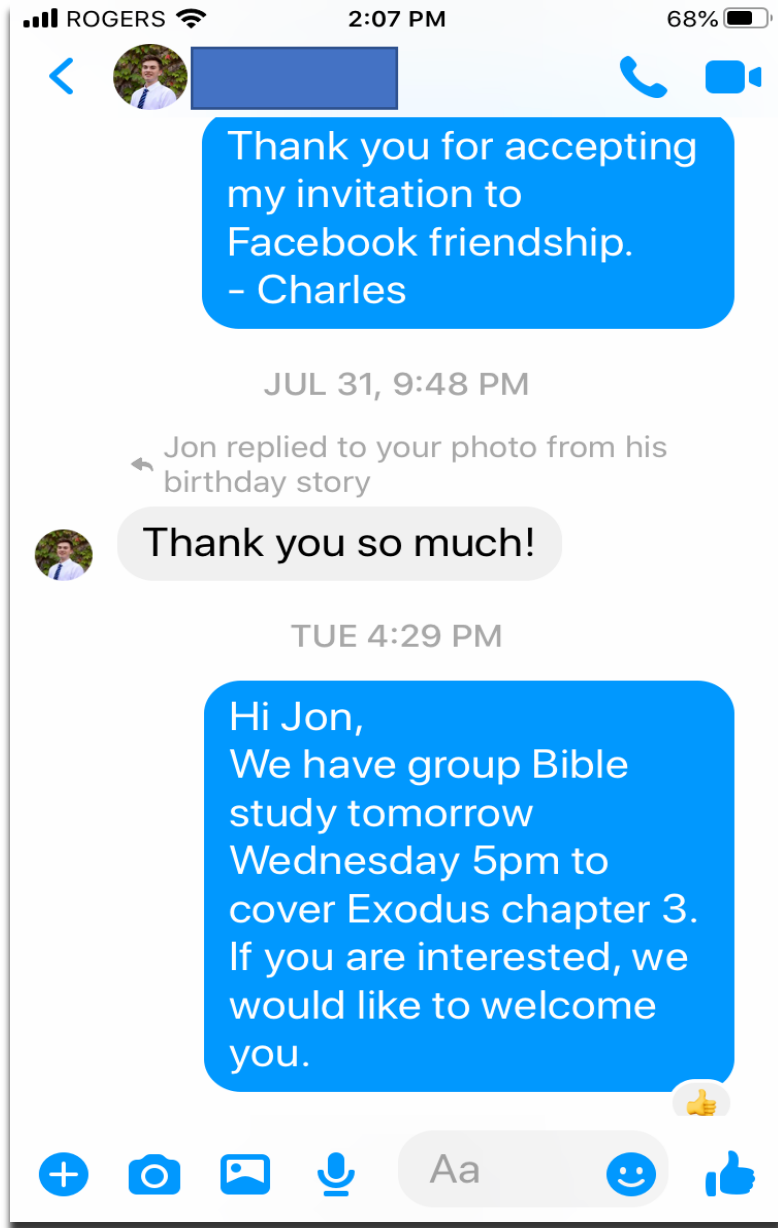 ROGERS 2:07 PM 68%
Thank you for accepting
my invitation to
Facebook friendship.
- Charles
JUL 31, 9:48 PM
Jon replied to your photo from his
birthday story
Thank you so much!
TUE 4:29 PM
Hi Jon,
We have group Bible
study tomorrow
Wednesday 5pm to
cover Exodus chapter 3.
If you are interested, we
would like to welcome
you.
Aa